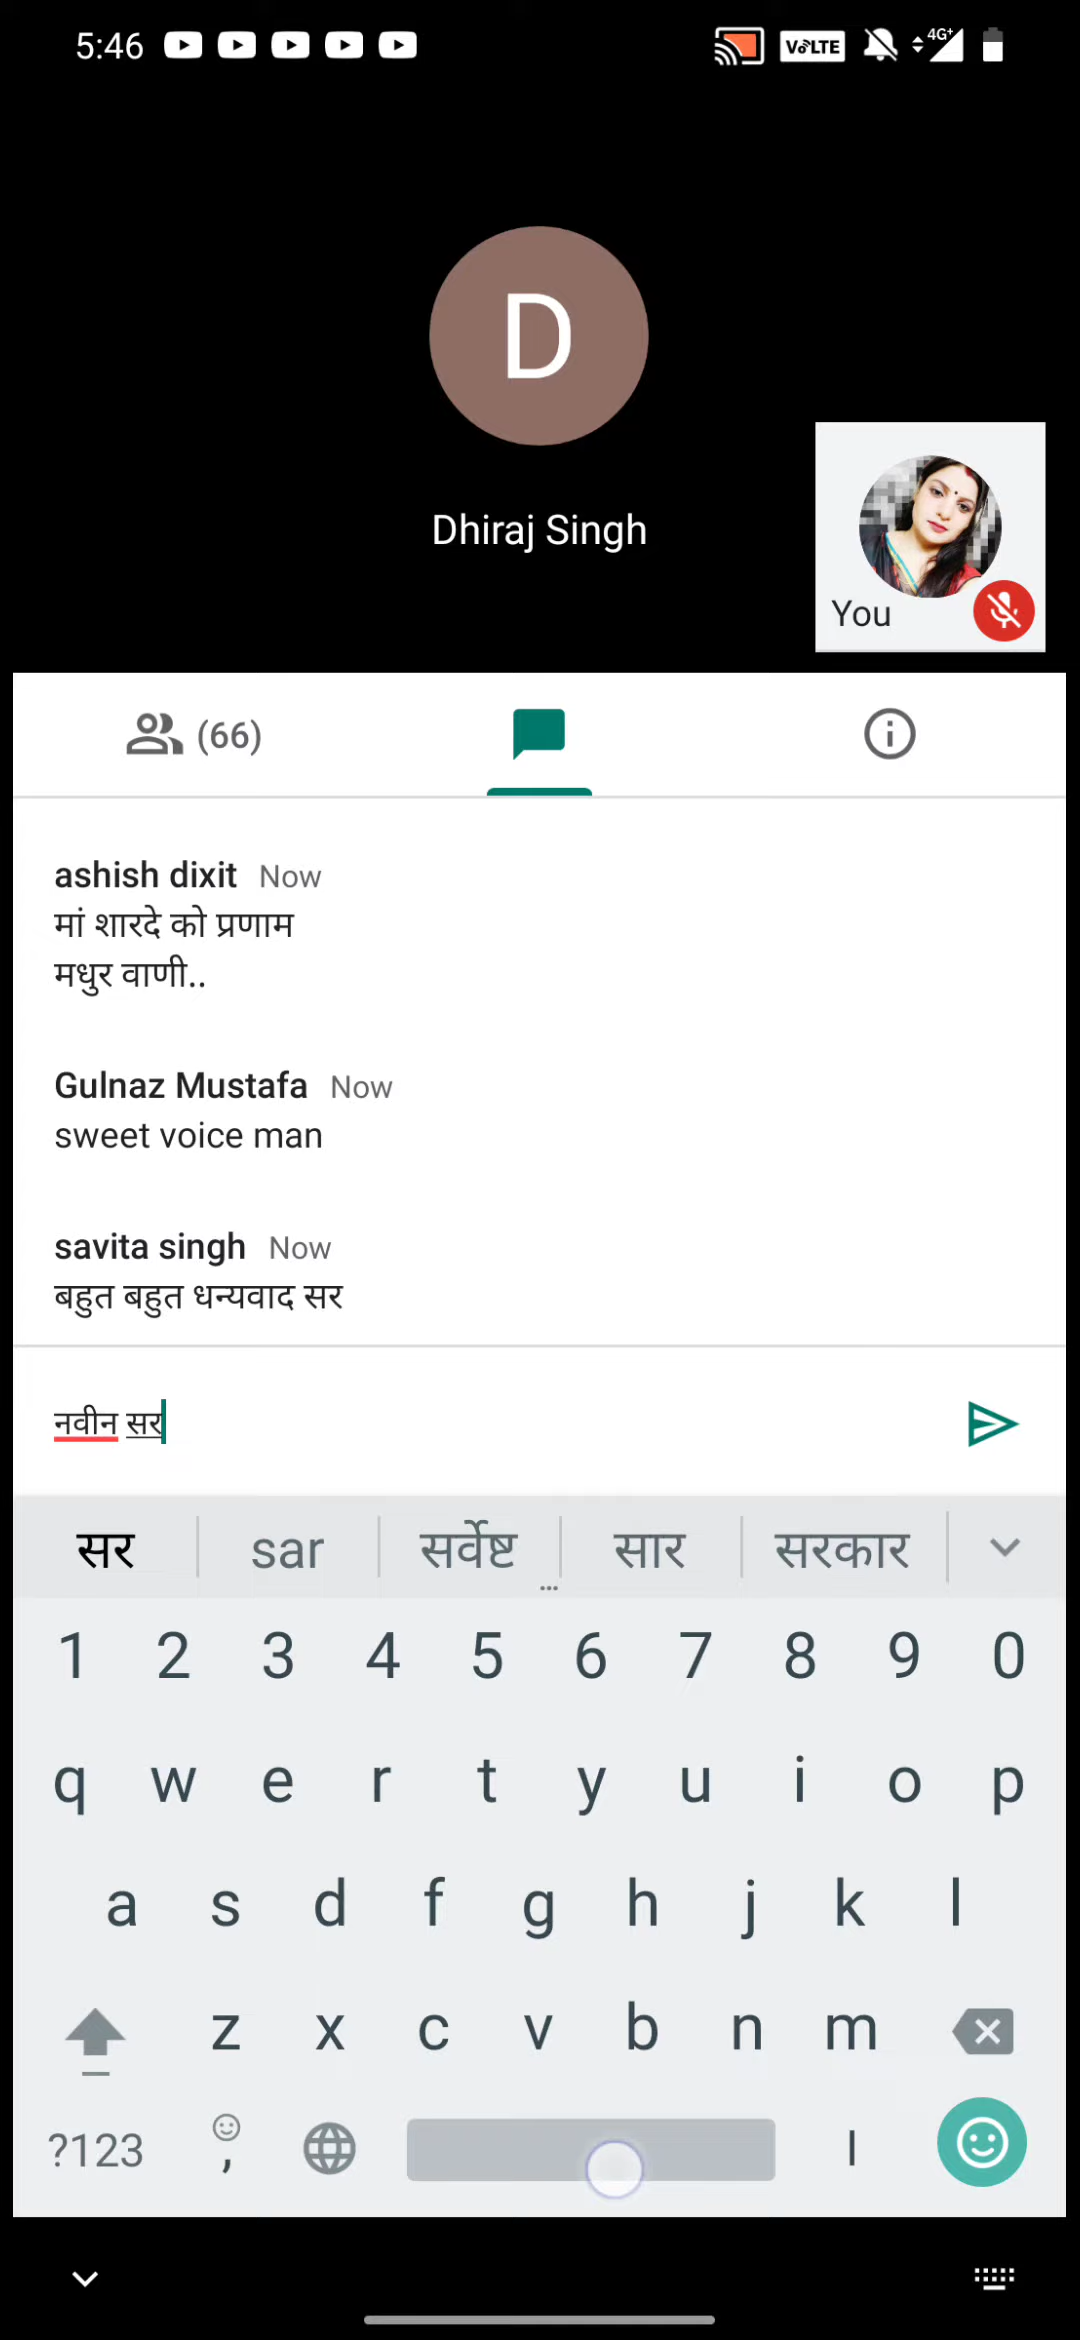 5:46
VoLTE 4G+
D
Dhiraj Singh
You
(66)
ashish dixit Now
मां शारदे को प्रणाम
मधुर वाणी..
Gulnaz Mustafa Now
sweet voice man
savita singh Now
बहुत बहुत धन्यवाद सर
नवीन सर
सर sar सर्वेष्ट सार सरकार
1 2 3 4 5 6 7 8 9 0
q w e r t y u i o p
a s d f g h j k l
z x c v b n m
?123 , ।